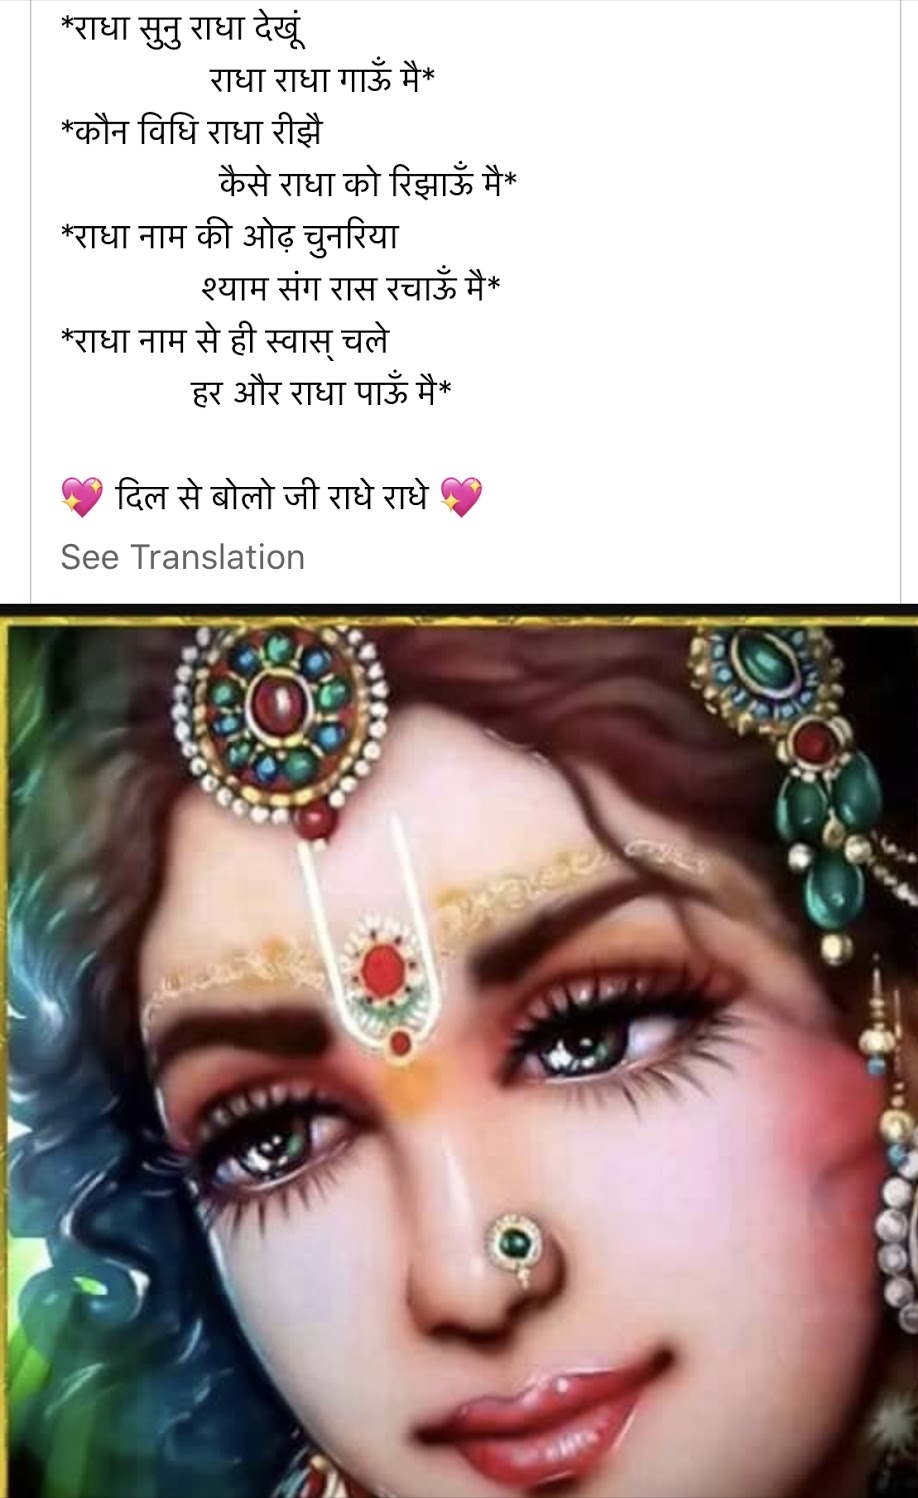 *राधा सुनु राधा देखूं
राधा राधा गाऊँ मै*
*कौन विधि राधा रीझै
कैसे राधा को रिझाऊँ मै*
*राधा नाम की ओढ़ चुनरिया
श्याम संग रास रचाऊँ मै*
*राधा नाम से ही स्वास् चले
हर और राधा पाऊँ मै*
💖 दिल से बोलो जी राधे राधे 💖
See Translation